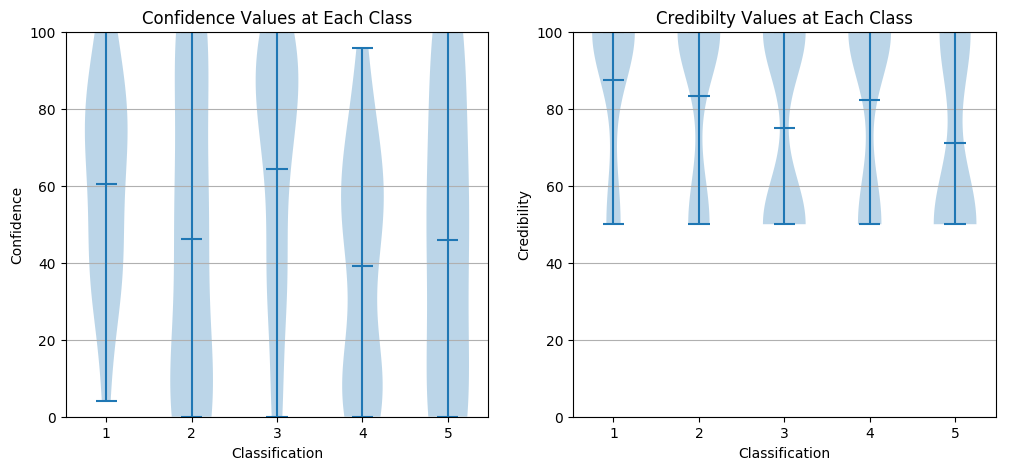 Confidence Values at Each Class
100
80
60
40
20
0
Confidence
1 2 3 4 5
Classification
Credibilty Values at Each Class
100
80
60
40
20
0
Credibility
1 2 3 4 5
Classification